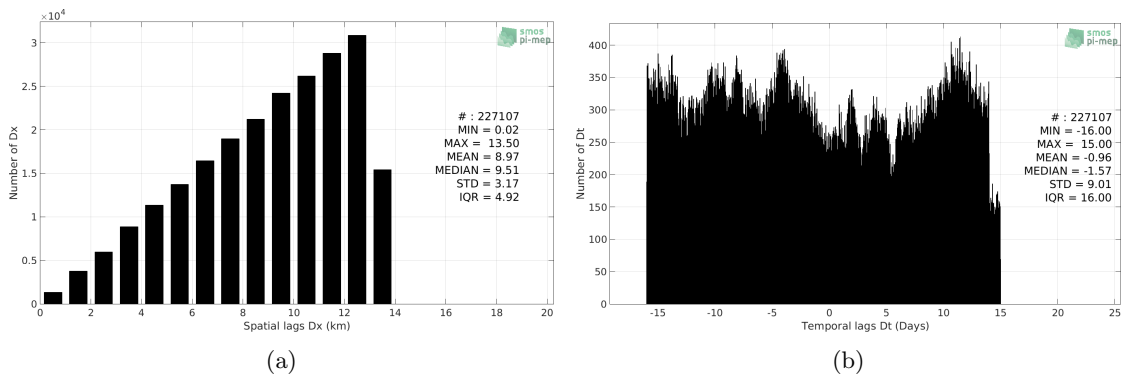 ×10⁴
3
2.5
2
1.5
1
0.5
0
Number of Dx
0 2 4 6 8 10 12 14 16 18 20
Spatial lags Dx (km)
smos
pi-mep
# : 227107
MIN = 0.02
MAX = 13.50
MEAN = 8.97
MEDIAN = 9.51
STD = 3.17
IQR = 4.92
(a)
400
350
300
250
200
150
100
50
0
Number of Dt
-15 -10 -5 0 5 10 15 20 25
Temporal lags Dt (Days)
smos
pi-mep
# : 227107
MIN = -16.00
MAX = 15.00
MEAN = -0.96
MEDIAN = -1.57
STD = 9.01
IQR = 16.00
(b)